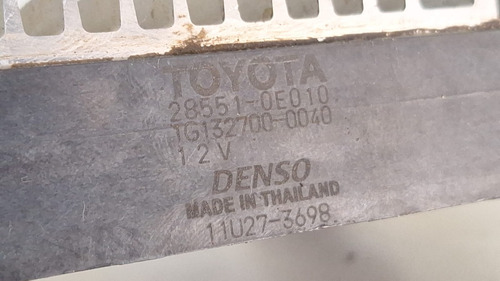 TOYOTA
28551-0E010
TG132700-0040
12V
DENSO
MADE IN THAILAND
11U27-3698